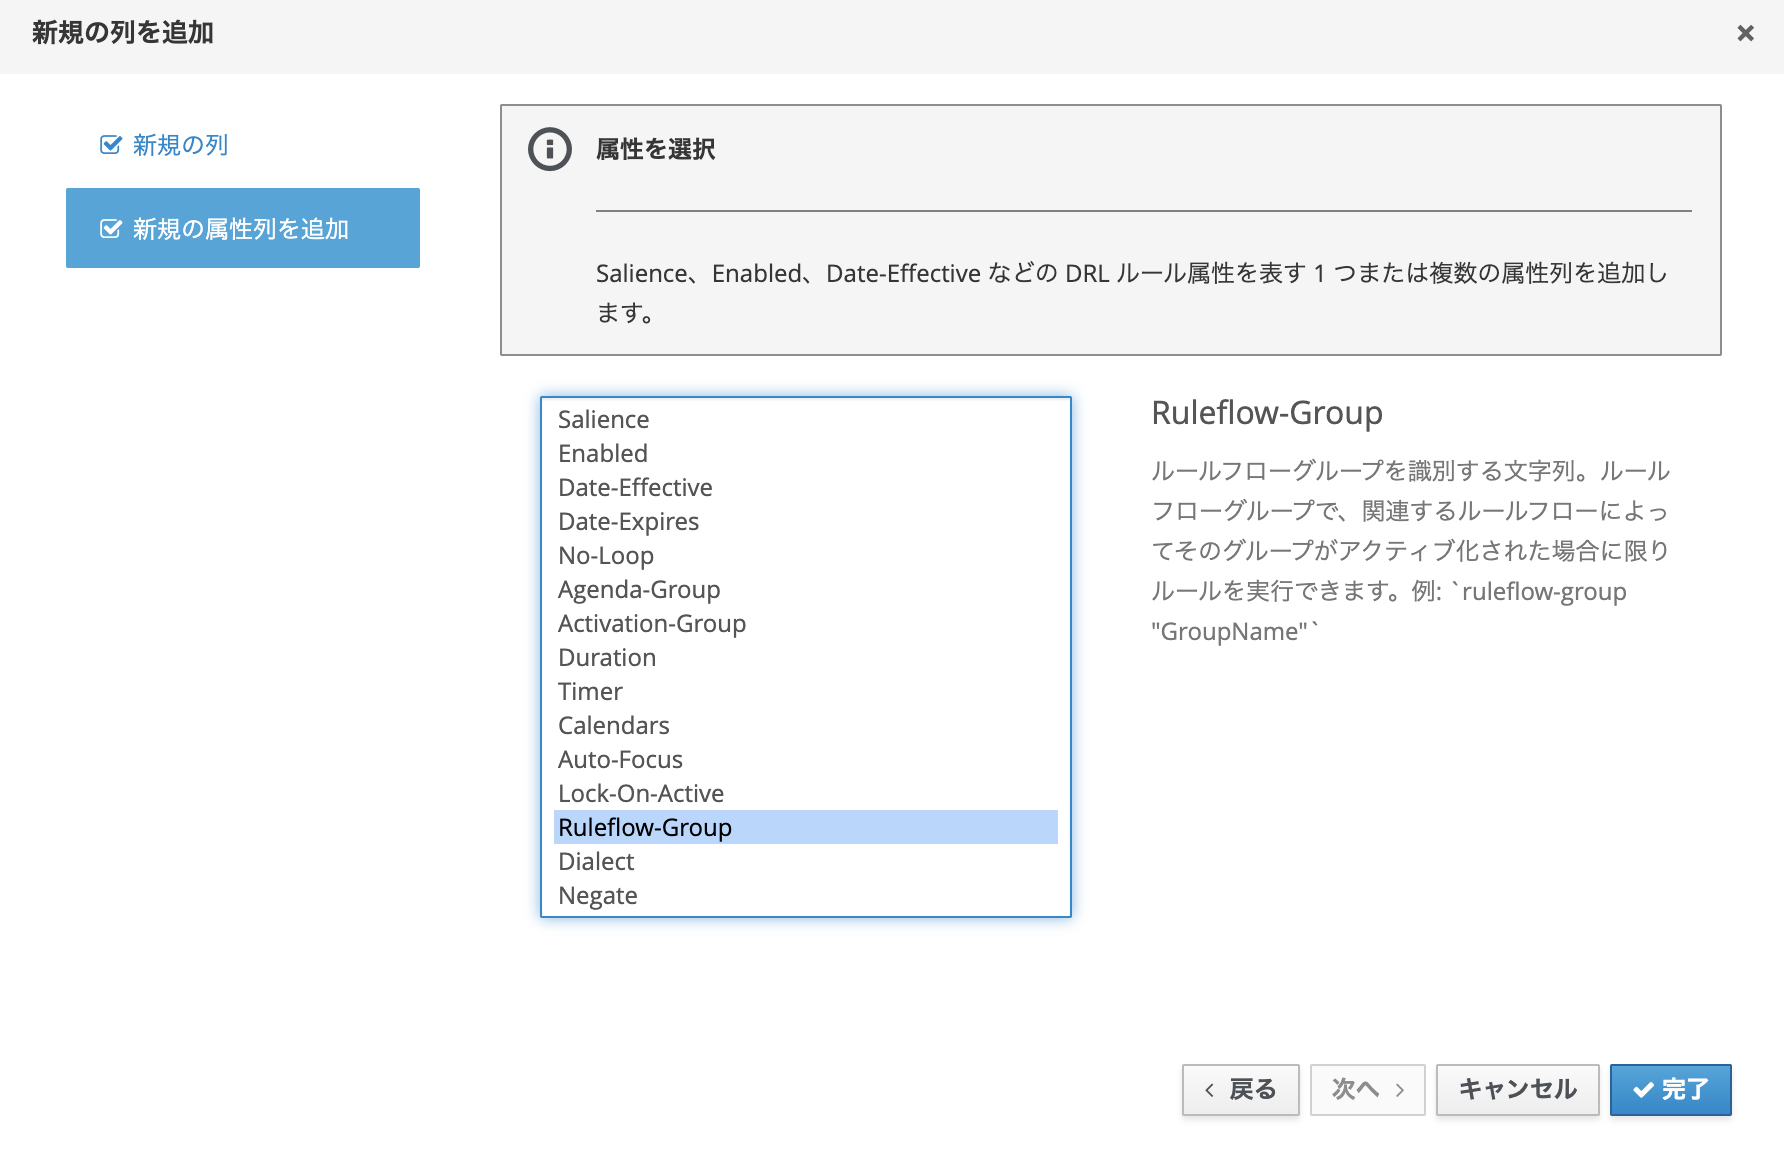 新規の列を追加
新規の列
新規の属性列を追加
属性を選択
Salience、Enabled、Date-Effective などの DRL ルール属性を表す 1 つまたは複数の属性列を追加し
ます。
Salience
Enabled
Date-Effective
Date-Expires
No-Loop
Agenda-Group
Activation-Group
Duration
Timer
Calendars
Auto-Focus
Lock-On-Active
Ruleflow-Group
Dialect
Negate
Ruleflow-Group
ルールフローグループを識別する文字列。ルール
フローグループで、関連するルールフローによっ
てそのグループがアクティブ化された場合に限り
ルールを実行できます。例: `ruleflow-group
"GroupName"`
戻る
次へ
キャンセル
完了